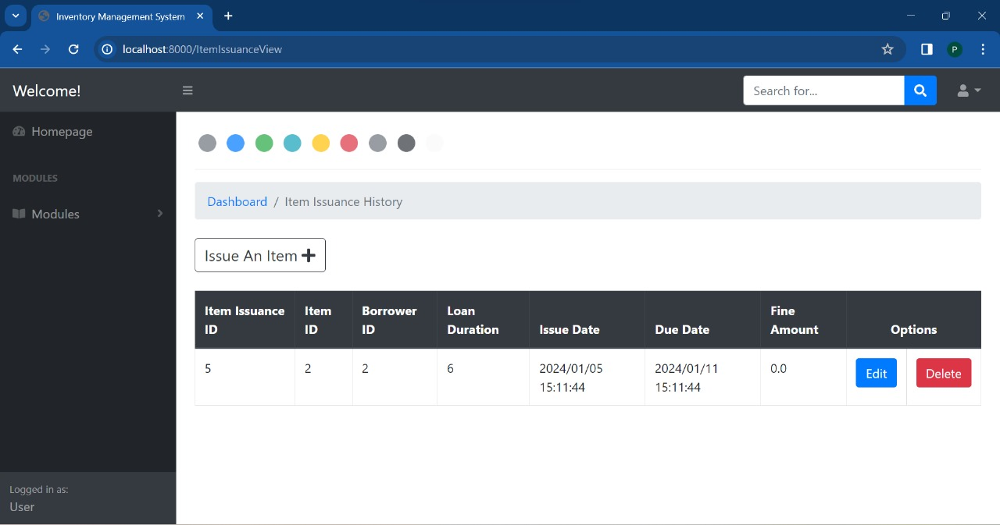 Inventory Management System
localhost:8000/ItemIssuanceView
P
Welcome!
Search for...
Homepage
MODULES
Modules
Dashboard / Item Issuance History
Issue An Item
Item Issuance ID
Item ID
Borrower ID
Loan Duration
Issue Date
Due Date
Fine Amount
Options
5
2
2
6
2024/01/05 15:11:44
2024/01/11 15:11:44
0.0
Edit
Delete
Logged in as:
User